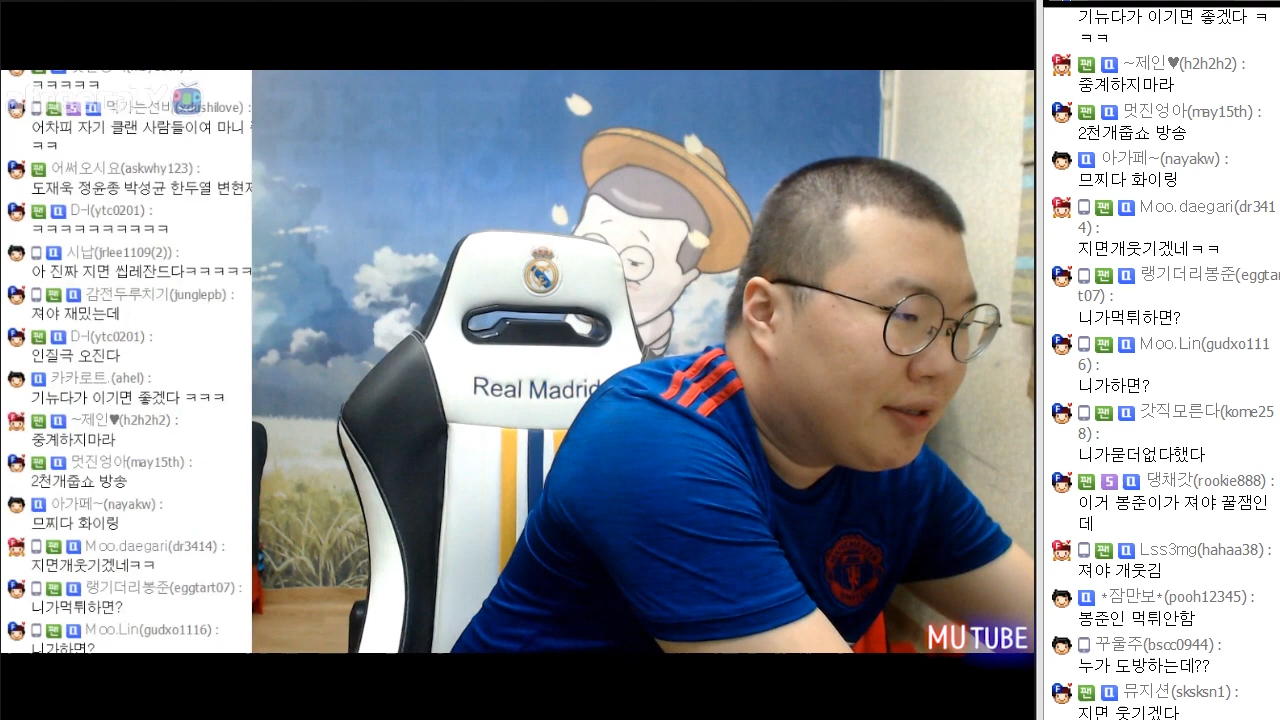 ㅋㅋㅋㅋㅋ
먹가는선비
어차피 자기 클랜 사람들이여 마니
ㅋㅋ
어써오시요(askwhy123) :
도재욱 정윤종 박성균 한두열 변현제
D-I(ytc0201) :
ㅋㅋㅋㅋㅋㅋㅋㅋㅋㅋ
시납(jrlee1109(2)) :
아 진짜 지면 씹레잔드다ㅋㅋㅋㅋㅋ
감전두루치기(junglepb) :
져야 재밌는데
D-I(ytc0201) :
인질극 오진다
카카로트.(ahel) :
기뉴다가 이기면 좋겠다 ㅋㅋㅋ
~제인♥(h2h2h2) :
중계하지마라
멋진엉아(may15th) :
2천개줍쇼 방송
아가페~(nayakw) :
므찌다 화이링
Moo.daegari(dr3414) :
지면개웃기겠네ㅋㅋ
랭기더리봉준(eggtart07) :
니가먹튀하면?
Moo.Lin(gudxo1116) :
니가하면?
Real Madrid
MUTUBE
기뉴다가 이기면 좋겠다 ㅋ
ㅋㅋ
~제인♥(h2h2h2) :
중계하지마라
멋진엉아(may15th) :
2천개줍쇼 방송
아가페~(nayakw) :
므찌다 화이링
Moo.daegari(dr341
4) :
지면개웃기겠네ㅋㅋ
랭기더리봉준(eggtar
t07) :
니가먹튀하면?
Moo.Lin(gudxo111
6) :
니가하면?
갓직모른다(kome25
8) :
니가묻더없다했다
댕채갓(rookie888) :
이거 봉준이가 져야 꿀잼인
데
Lss3mg(hahaa38) :
져야 개웃김
*잠만보*(pooh12345) :
봉준인 먹튀안함
꾸울주(bscc0944) :
누가 도방하는데??
뮤지션(sksksn1) :
지면 웃기겠다